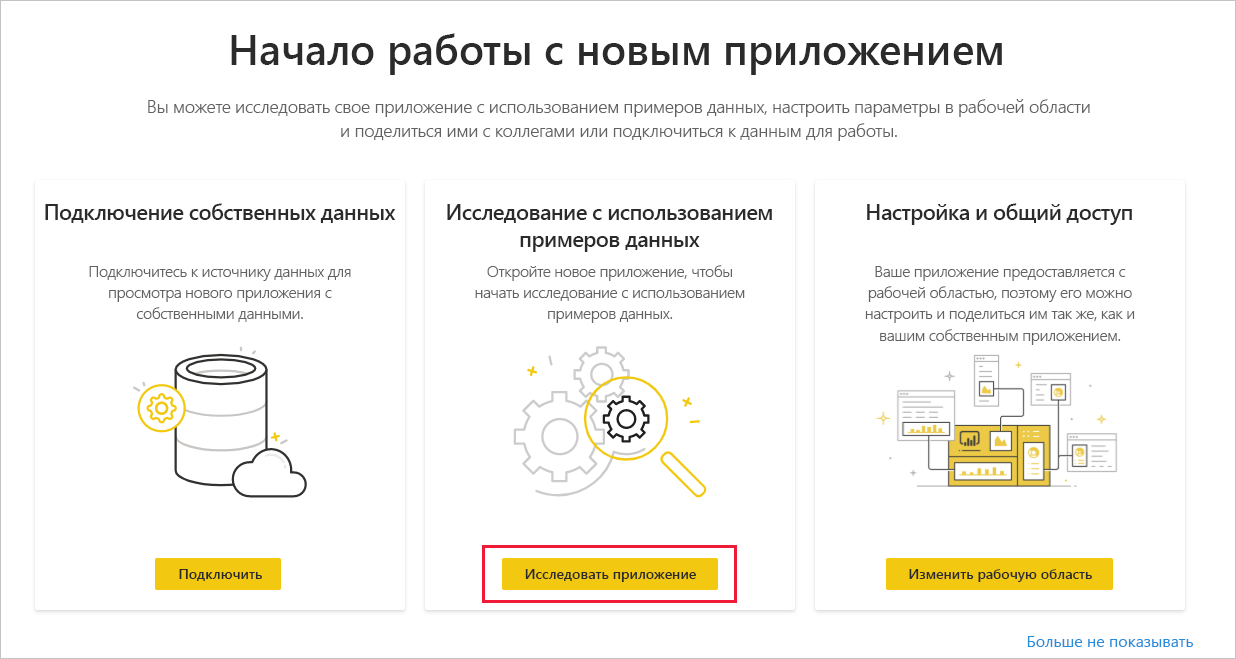 Начало работы с новым приложением
Вы можете исследовать свое приложение с использованием примеров данных, настроить параметры в рабочей области
и поделиться ими с коллегами или подключиться к данным для работы.
Подключение собственных данных
Подключитесь к источнику данных для
просмотра нового приложения с
собственными данными.
Подключить
Исследование с использованием
примеров данных
Откройте новое приложение, чтобы
начать исследование с использованием
примеров данных.
Исследовать приложение
Настройка и общий доступ
Ваше приложение предоставляется с
рабочей областью, поэтому его можно
настроить и поделиться им так же, как и
вашим собственным приложением.
Изменить рабочую область
Больше не показывать